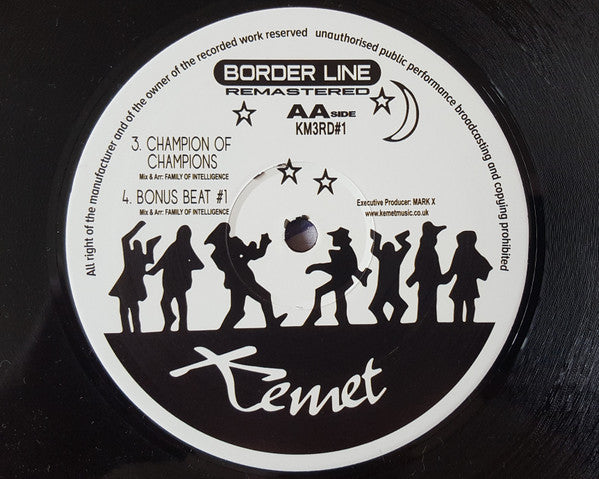 All right of the manufacturer and of the owner of the recorded work reserved unauthorised public performance broadcasting and copying prohibited
BORDER LINE
REMASTERED
AA SIDE
KM3RD#1
3. CHAMPION OF
CHAMPIONS
Mix & Arr: FAMILY OF INTELLIGENCE
4. BONUS BEAT #1
Mix & Arr: FAMILY OF INTELLIGENCE
Executive Producer: MARK X
www.kemetmusic.co.uk
Kemet